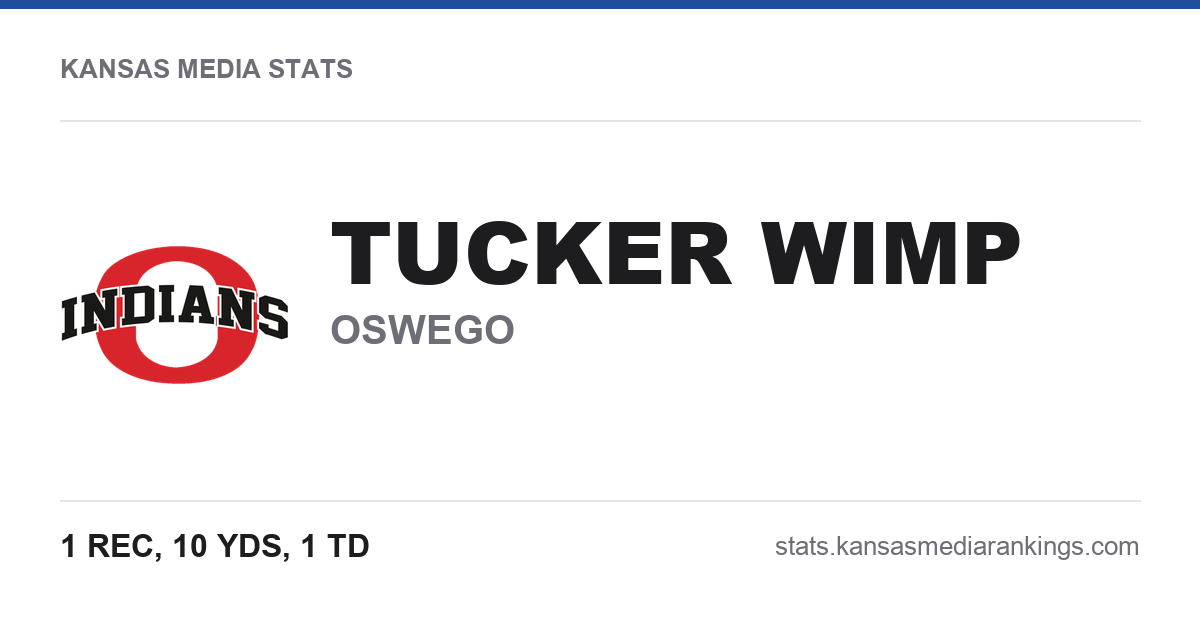 KANSAS MEDIA STATS
INDIANS
TUCKER WIMP
OSWEGO
1 REC, 10 YDS, 1 TD
stats.kansasmediarankings.com